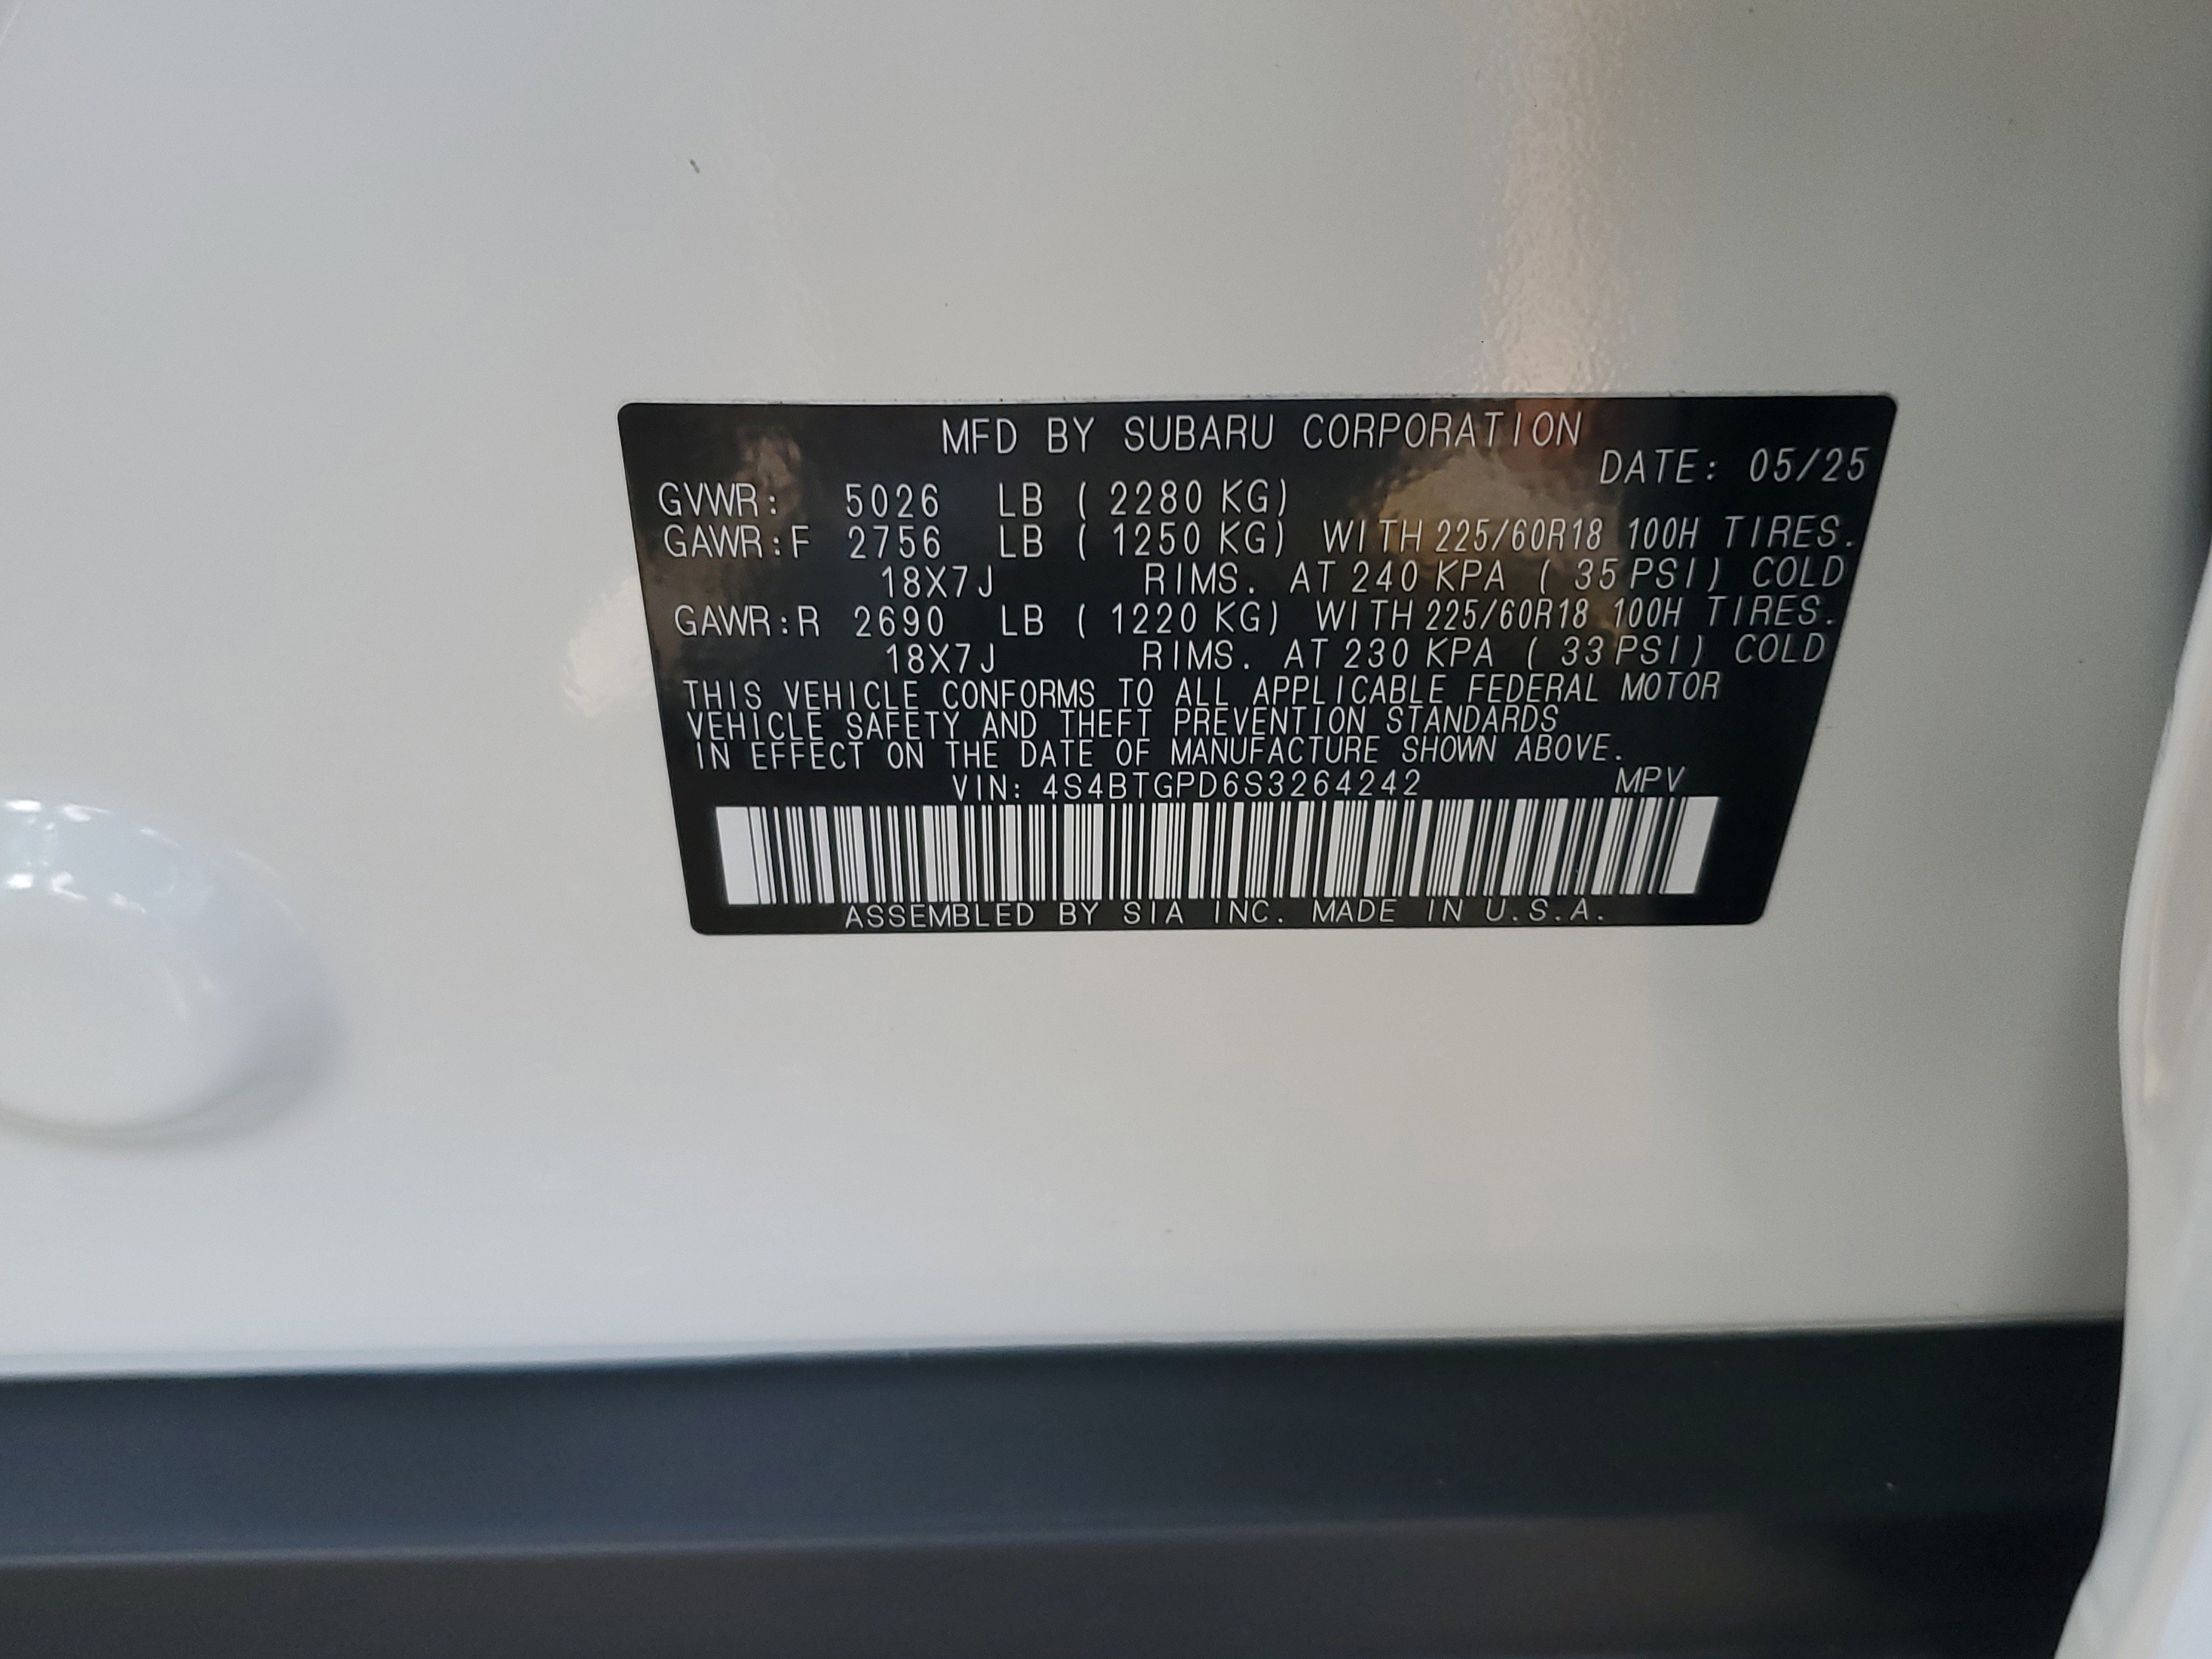 MFD BY SUBARU CORPORATION
DATE: 05/25
GVWR: 5026 LB ( 2280 KG)
GAWR:F 2756 LB ( 1250 KG) WITH 225/60R18 100H TIRES.
18X7J RIMS. AT 240 KPA ( 35 PSI) COLD
GAWR:R 2690 LB ( 1220 KG) WITH 225/60R18 100H TIRES.
18X7J RIMS. AT 230 KPA ( 33 PSI) COLD
THIS VEHICLE CONFORMS TO ALL APPLICABLE FEDERAL MOTOR
VEHICLE SAFETY AND THEFT PREVENTION STANDARDS
IN EFFECT ON THE DATE OF MANUFACTURE SHOWN ABOVE.
VIN: 4S4BTGPD6S3264242 MPV
ASSEMBLED BY SIA INC. MADE IN U.S.A.